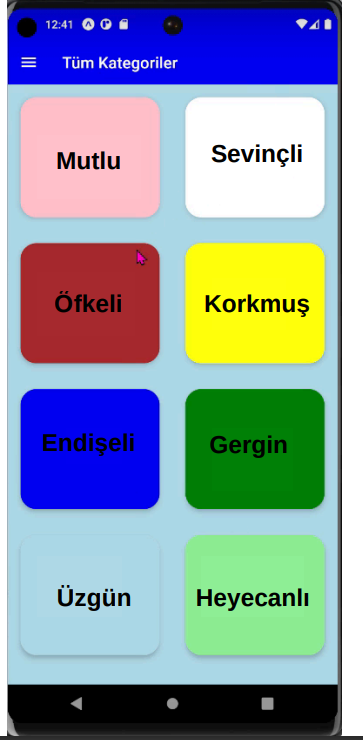 12:41
Tüm Kategoriler
Mutlu
Sevinçli
Öfkeli
Korkmuş
Endişeli
Gergin
Üzgün
Heyecanlı